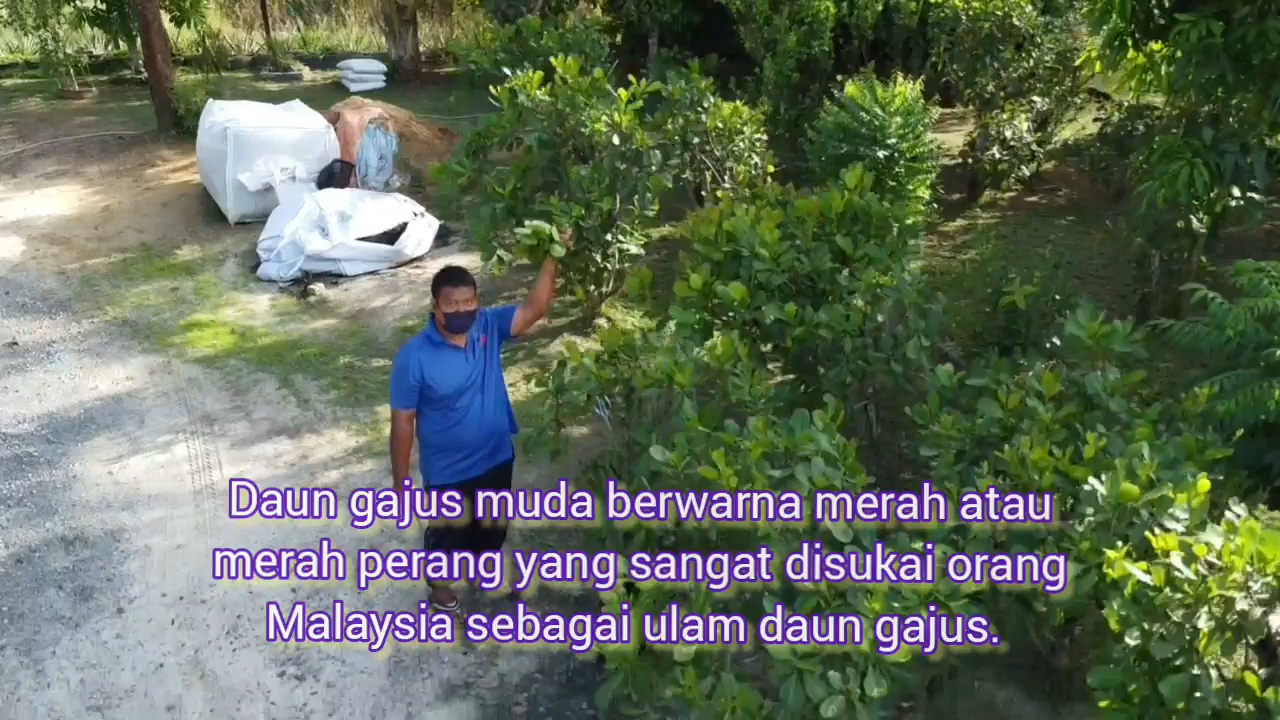 Daun gajus muda berwarna merah atau
merah perang yang sangat disukai orang
Malaysia sebagai ulam daun gajus.